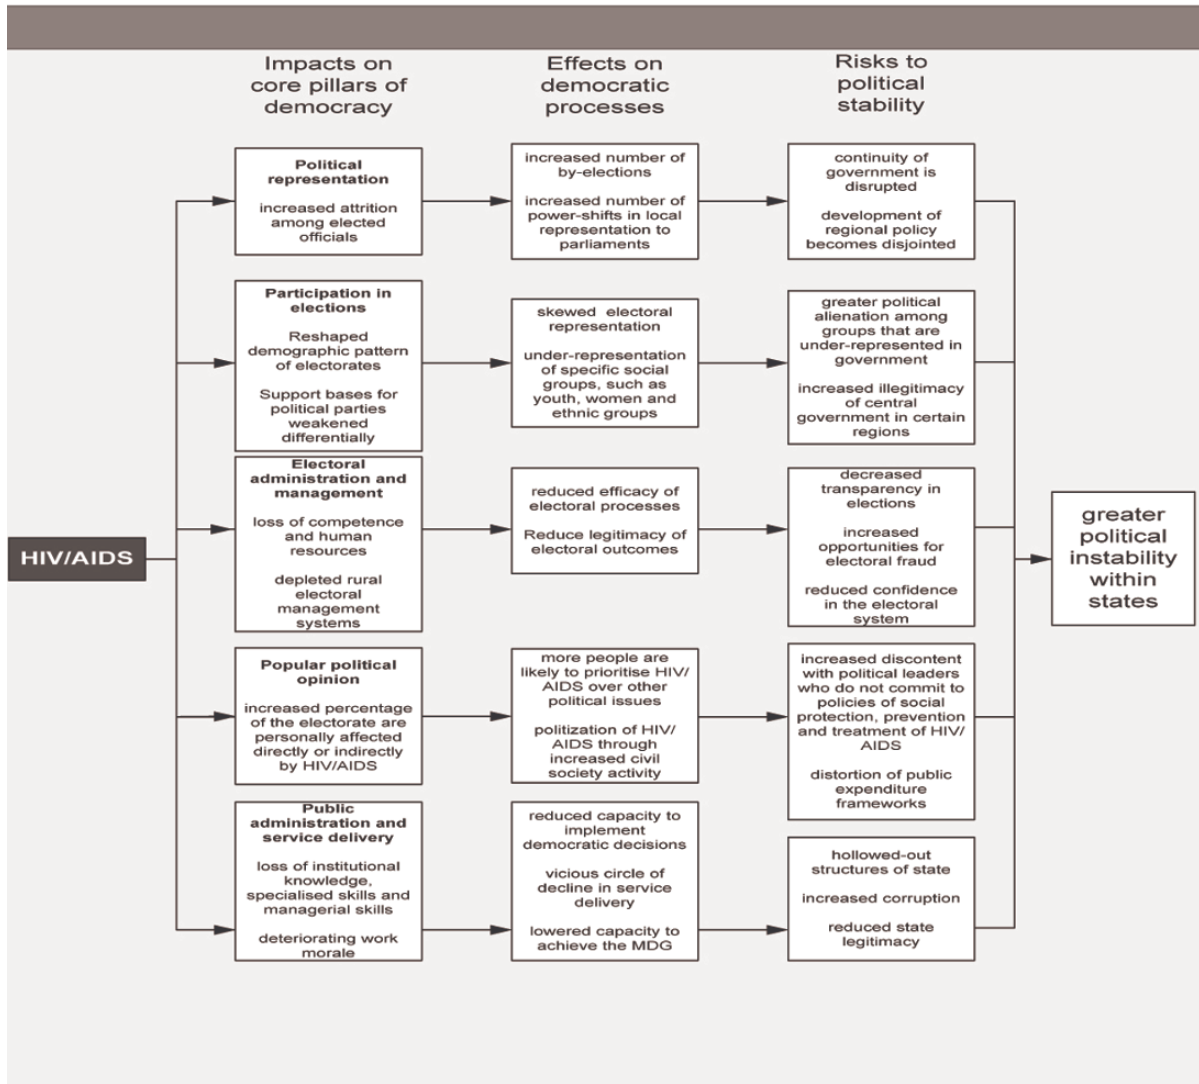 Impacts on
core pillars of
democracy
Effects on
democratic
processes
Risks to
political
stability
Political
representation
increased attrition
among elected
officials
increased number of
by-elections
increased number of
power-shifts in local
representation to
parliaments
continuity of
government is
disrupted
development of
regional policy
becomes disjointed
Participation in
elections
Reshaped
demographic pattern
of electorates
Support bases for
political parties
weakened
differentially
skewed electoral
representation
under-representation
of specific social
groups, such as
youth, women and
ethnic groups
greater political
alienation among
groups that are
under-represented in
government
increased illegitimacy
of central
government in certain
regions
Electoral
administration and
management
loss of competence
and human
resources
depleted rural
electoral
management
systems
reduced efficacy of
electoral processes
Reduce legitimacy of
electoral outcomes
decreased
transparency in
elections
increased
opportunities for
electoral fraud
reduced confidence
in the electoral
system
HIV/AIDS
greater
political
instability
within
states
Popular political
opinion
increased percentage
of the electorate are
personally affected
directly or indirectly
by HIV/AIDS
more people are
likely to prioritise HIV/
AIDS over other
political issues
politization of HIV/
AIDS through
increased civil
society activity
increased discontent
with political leaders
who do not commit to
policies of social
protection, prevention
and treatment of HIV/
AIDS
distortion of public
expenditure
frameworks
Public
administration and
service delivery
loss of institutional
knowledge,
specialised skills and
managerial skills
deteriorating work
morale
reduced capacity to
implement
democratic decisions
vicious circle of
decline in service
delivery
lowered capacity to
achieve the MDG
hollowed-out
structures of state
increased corruption
reduced state
legitimacy